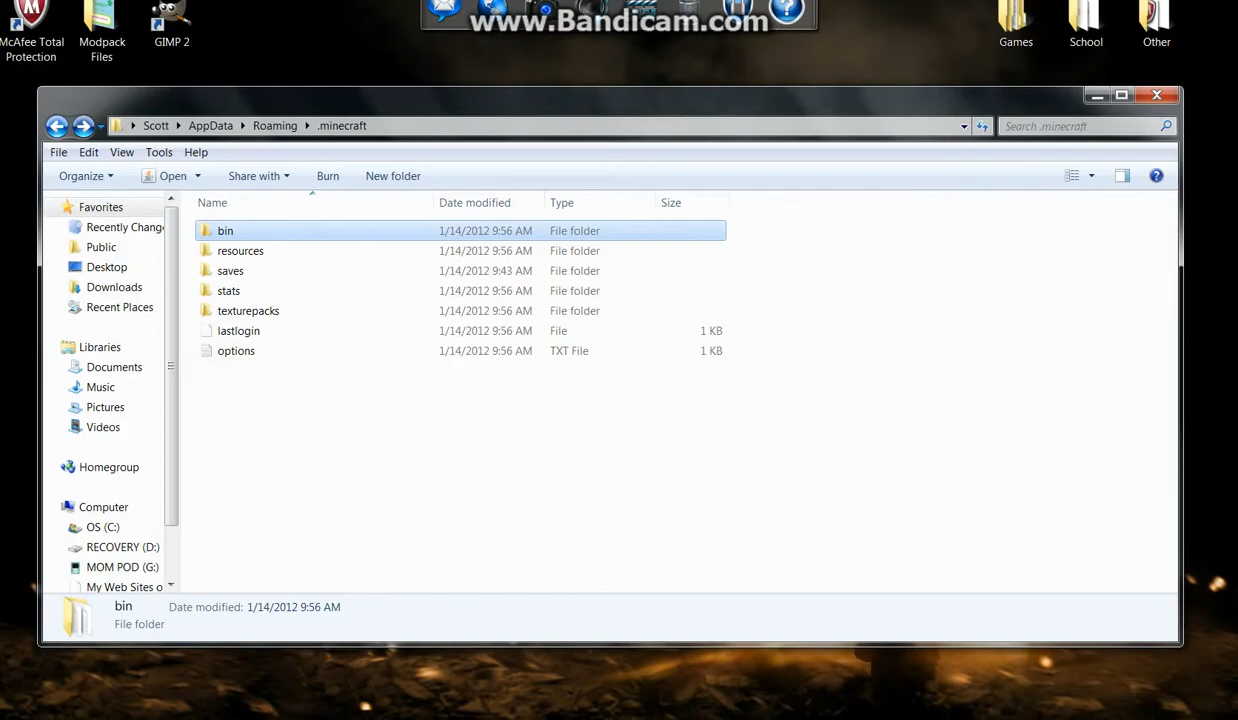 www.Bandicam.com
McAfee Total
Protection
Modpack
Files
GIMP 2
Games
School
Other
Scott AppData Roaming .minecraft
Search .minecraft
File Edit View Tools Help
Organize Open Share with Burn New folder
Name Date modified Type Size
Favorites
Recently Chang
Public
Desktop
Downloads
Recent Places
Libraries
Documents
Music
Pictures
Videos
Homegroup
Computer
OS (C:)
RECOVERY (D:)
MOM POD (G:)
My Web Sites o
bin 1/14/2012 9:56 AM File folder
resources 1/14/2012 9:56 AM File folder
saves 1/14/2012 9:43 AM File folder
stats 1/14/2012 9:56 AM File folder
texturepacks 1/14/2012 9:56 AM File folder
lastlogin 1/14/2012 9:56 AM File 1 KB
options 1/14/2012 9:56 AM TXT File 1 KB
bin Date modified: 1/14/2012 9:56 AM
File folder